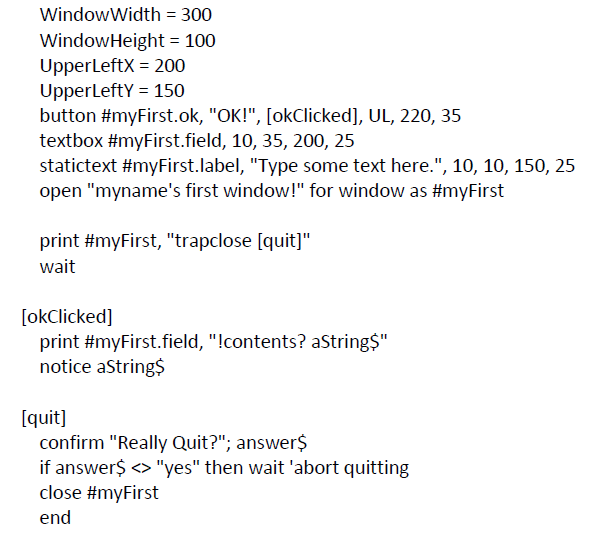 WindowWidth = 300
WindowHeight = 100
UpperLeftX = 200
UpperLeftY = 150
button #myFirst.ok, "OK!", [okClicked], UL, 220, 35
textbox #myFirst.field, 10, 35, 200, 25
statictext #myFirst.label, "Type some text here.", 10, 10, 150, 25
open "myname's first window!" for window as #myFirst
print #myFirst, "trapclose [quit]"
wait
[okClicked]
print #myFirst.field, "!contents? aString$"
notice aString$
[quit]
confirm "Really Quit?"; answer$
if answer$ <> "yes" then wait 'abort quitting
close #myFirst
end